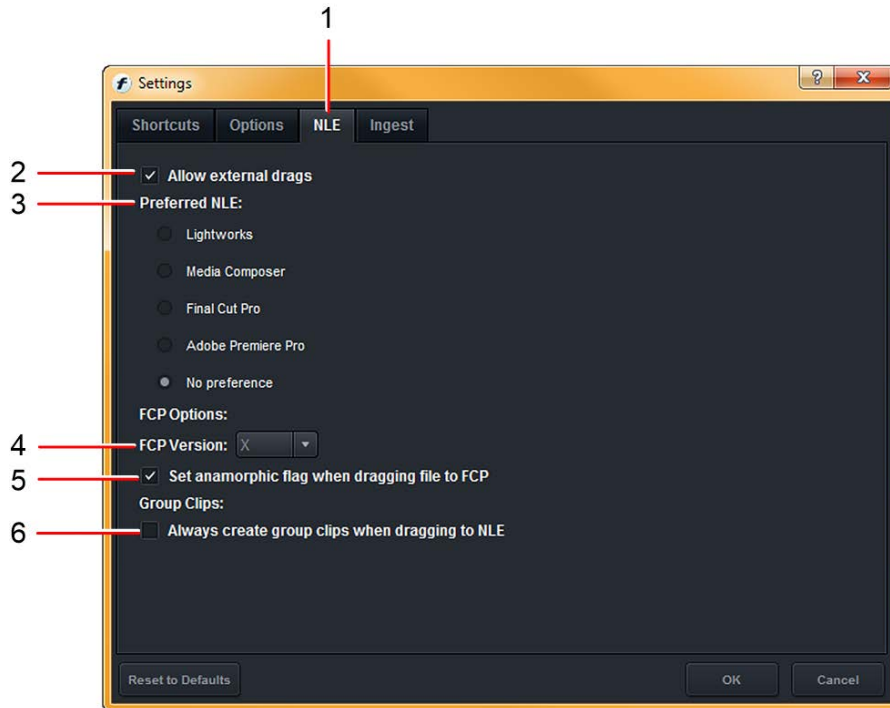 1
Settings
Shortcuts Options NLE Ingest
2 Allow external drags
3 Preferred NLE:
Lightworks
Media Composer
Final Cut Pro
Adobe Premiere Pro
No preference
FCP Options:
4 FCP Version: X
5 Set anamorphic flag when dragging file to FCP
Group Clips:
6 Always create group clips when dragging to NLE
Reset to Defaults OK Cancel